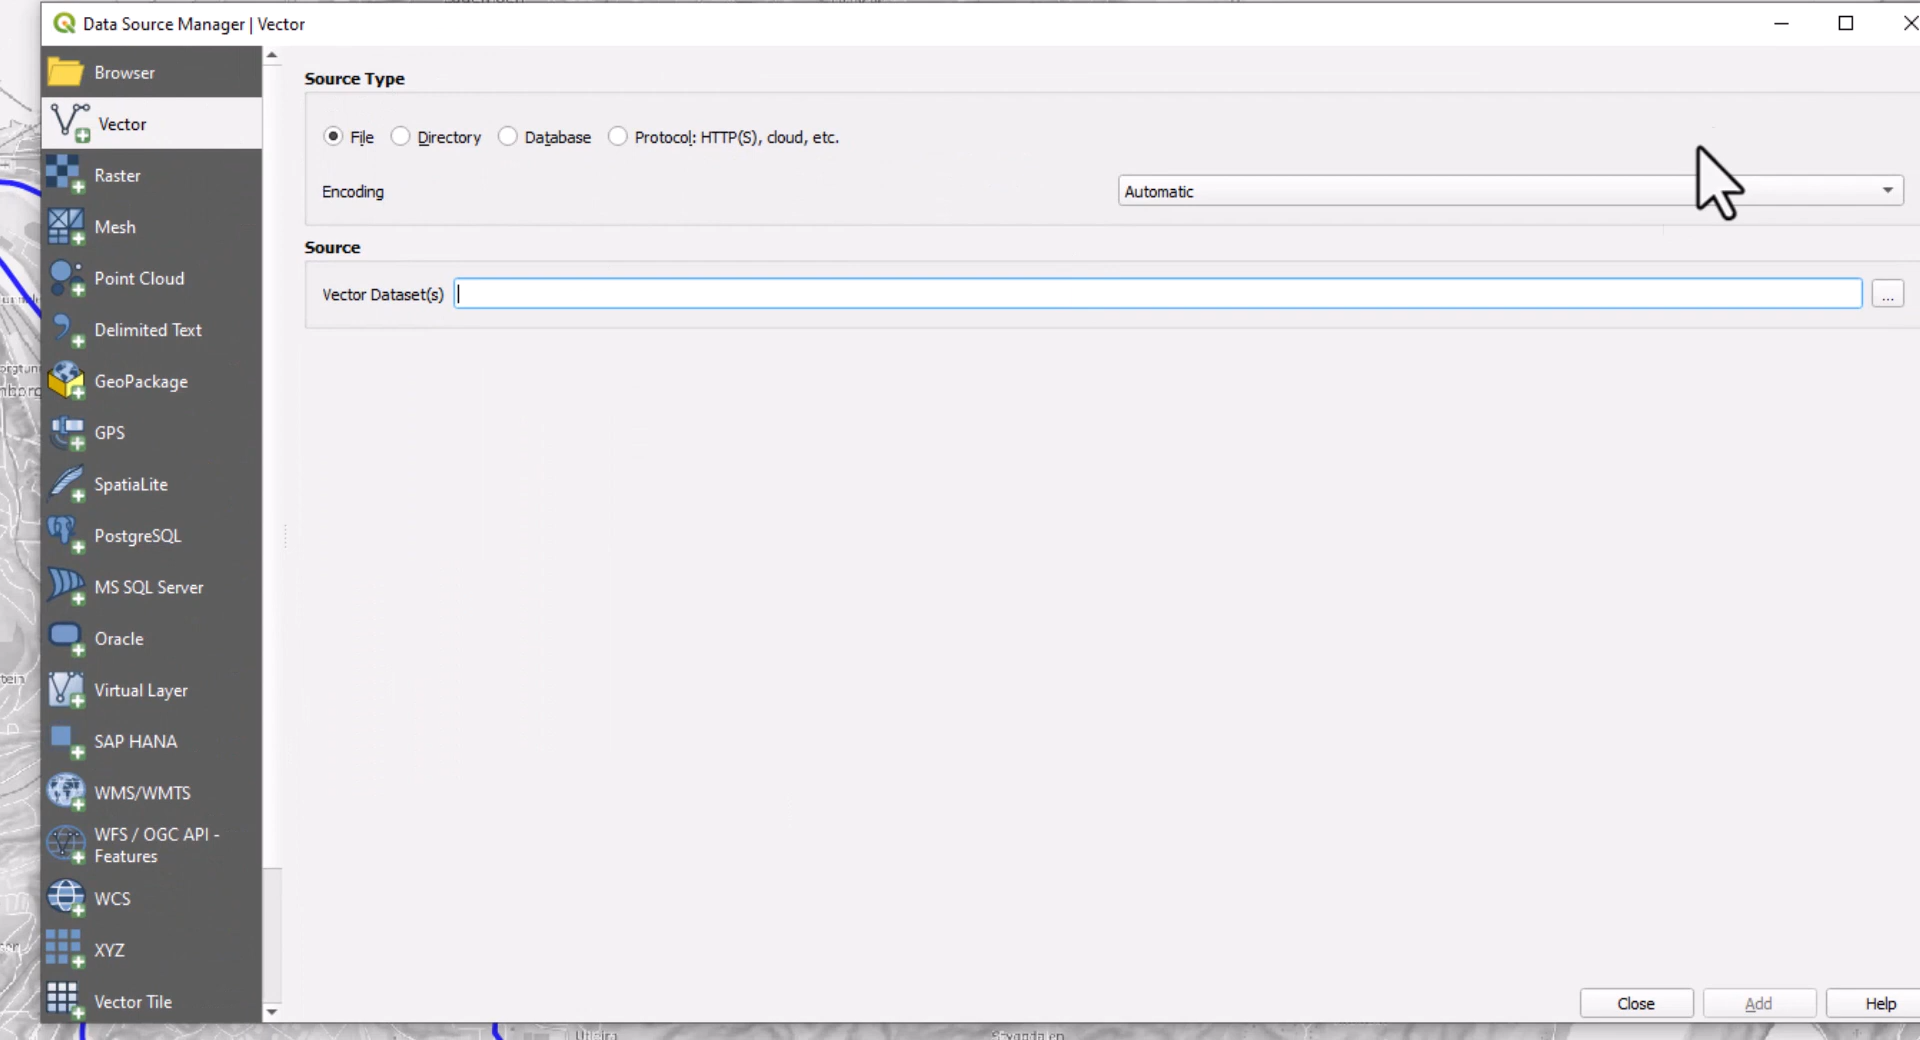 Data Source Manager | Vector
Browser
Vector
Raster
Mesh
Point Cloud
Delimited Text
GeoPackage
GPS
SpatiaLite
PostgreSQL
MS SQL Server
Oracle
Virtual Layer
SAP HANA
WMS/WMTS
WFS / OGC API -
Features
WCS
XYZ
Vector Tile
Source Type
File
Directory
Database
Protocol: HTTP(S), cloud, etc.
Encoding
Automatic
Source
Vector Dataset(s)
...
Close
Add
Help